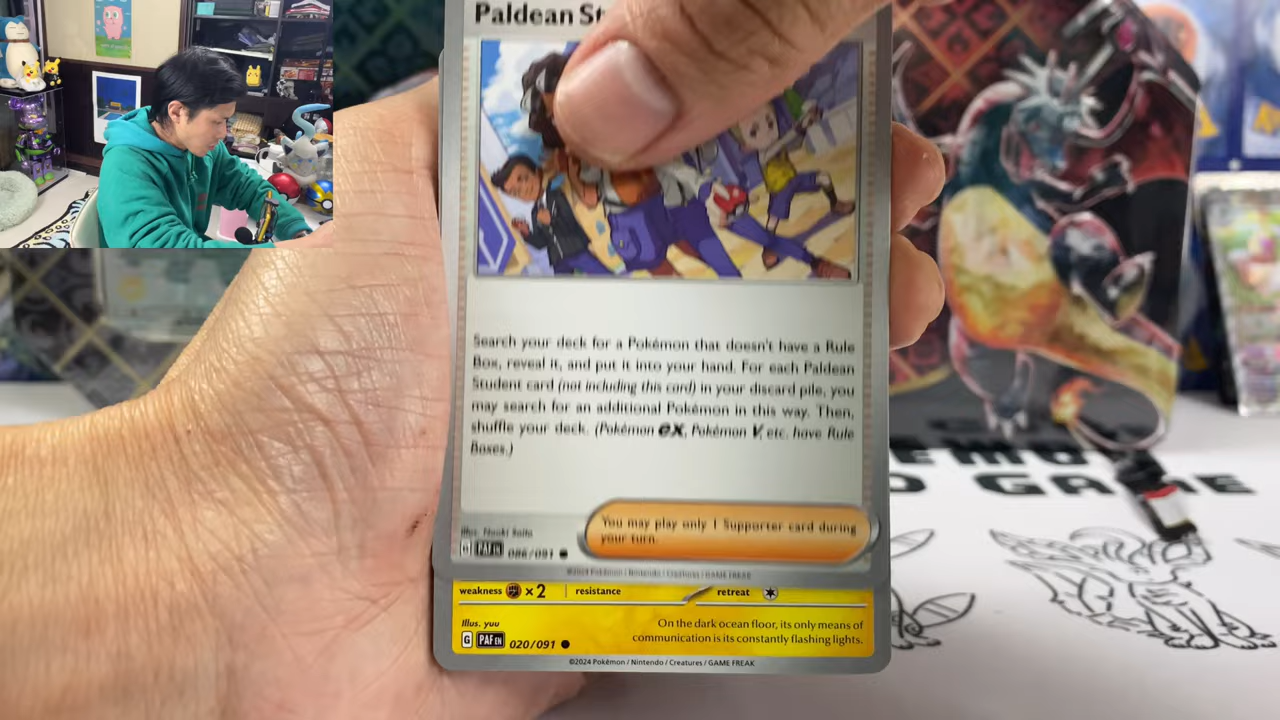 Paldean St
Search your deck for a Pokémon that doesn't have a Rule
Box, reveal it, and put it into your hand. For each Paldean
Student card (not including this card) in your discard pile, you
may search for an additional Pokémon in this way. Then,
shuffle your deck. (Pokémon ex, Pokémon V, etc. have Rule
Boxes.)
You may play only 1 Supporter card during
your turn.
Illus. Naoki Saito
G PAF EN 086/091
©2024 Pokémon / Nintendo / Creatures / GAME FREAK
weakness ×2 resistance retreat
Illus. yuu
G PAF EN 020/091
On the dark ocean floor, its only means of
communication is its constantly flashing lights.
©2024 Pokémon / Nintendo / Creatures / GAME FREAK
GAME